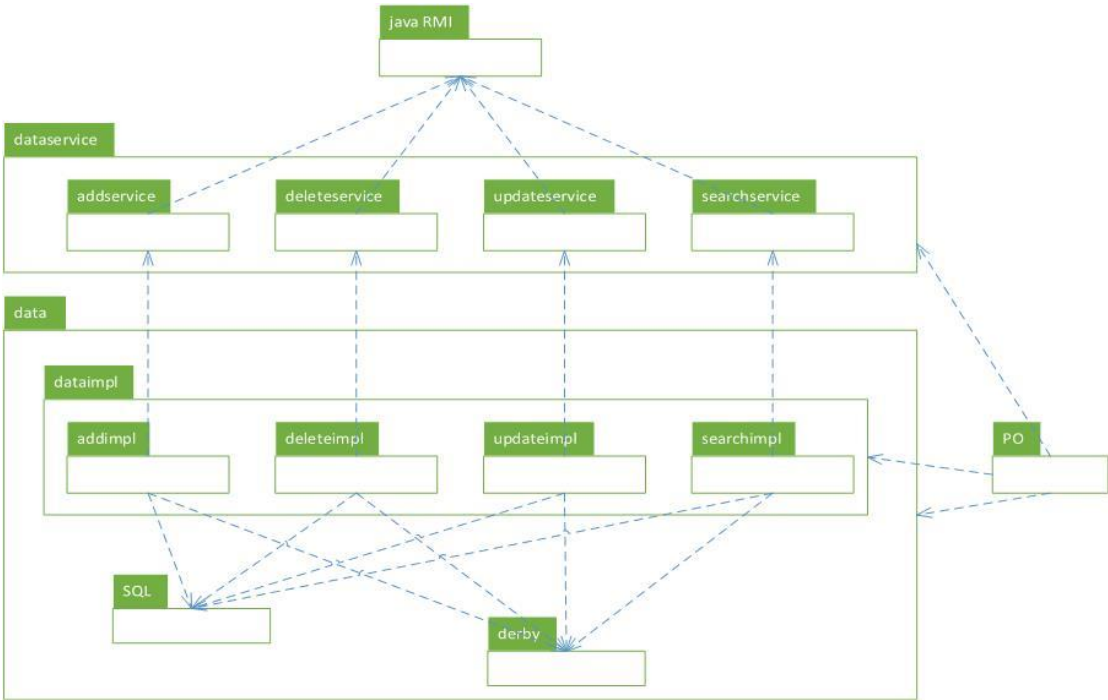 java RMI
dataservice
addservice
deleteservice
updateservice
searchservice
data
dataimpl
addimpl
deleteimpl
updateimpl
searchimpl
PO
SQL
derby